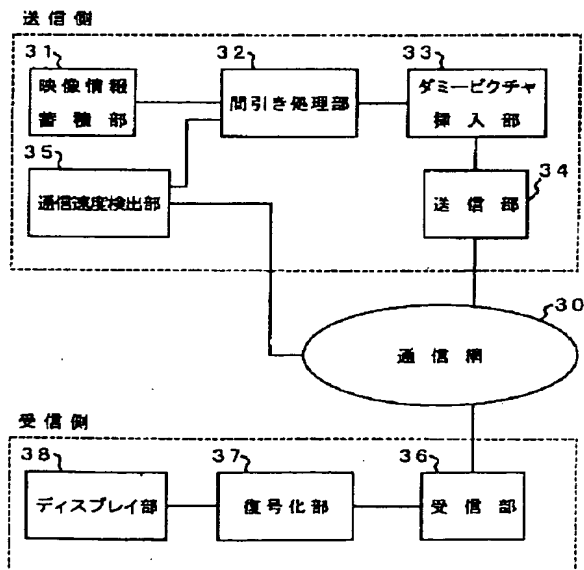 送信側
31
映像情報
蓄積部
32
間引き処理部
33
ダミーピクチャ
挿入部
35
通信速度検出部
34
送信部
30
通信網
受信側
38
ディスプレイ部
37
復号化部
36
受信部